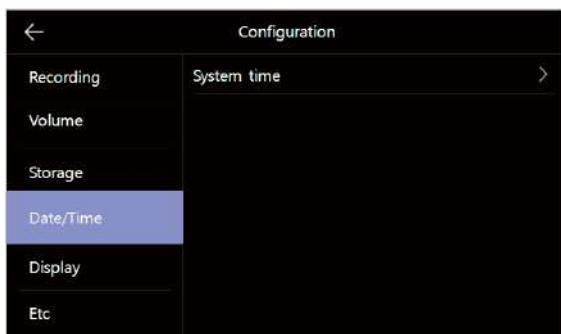 Configuration
Recording
System time
Volume
Storage
Date/Time
Display
Etc